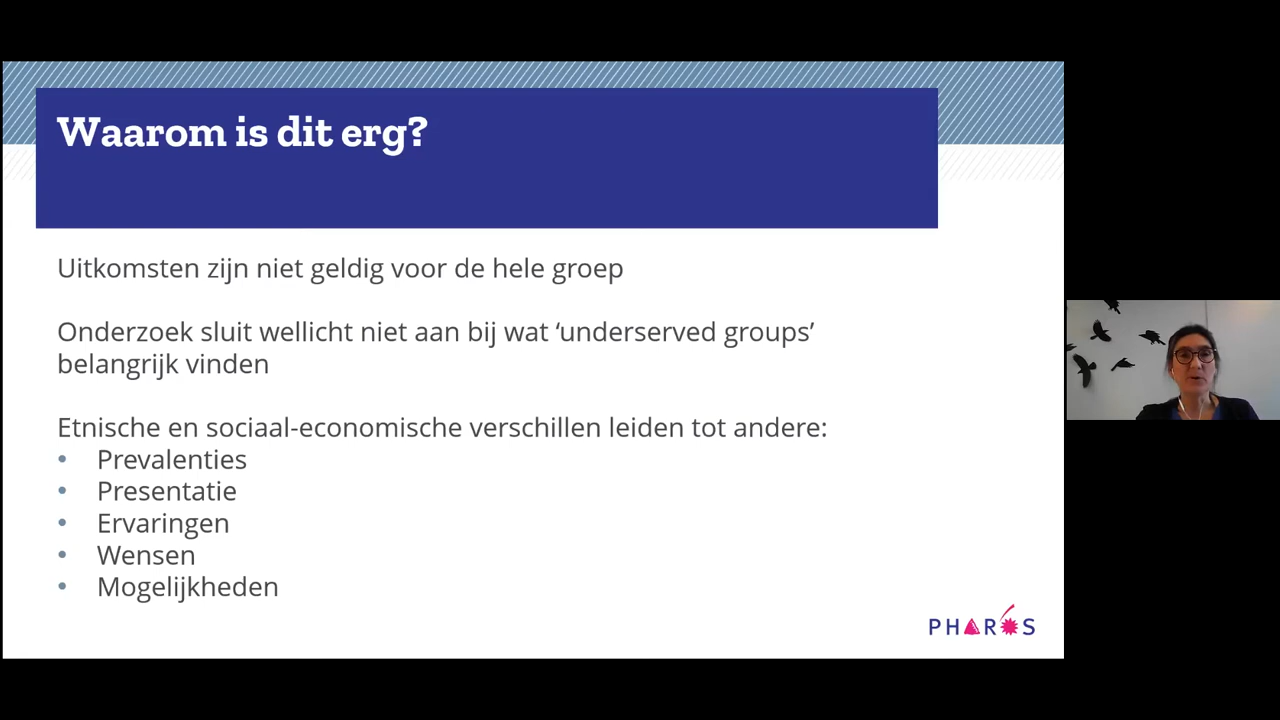 Waarom is dit erg?
Uitkomsten zijn niet geldig voor de hele groep
Onderzoek sluit wellicht niet aan bij wat ‘underserved groups’
belangrijk vinden
Etnische en sociaal-economische verschillen leiden tot andere:
• Prevalenties
• Presentatie
• Ervaringen
• Wensen
• Mogelijkheden
PHAROS